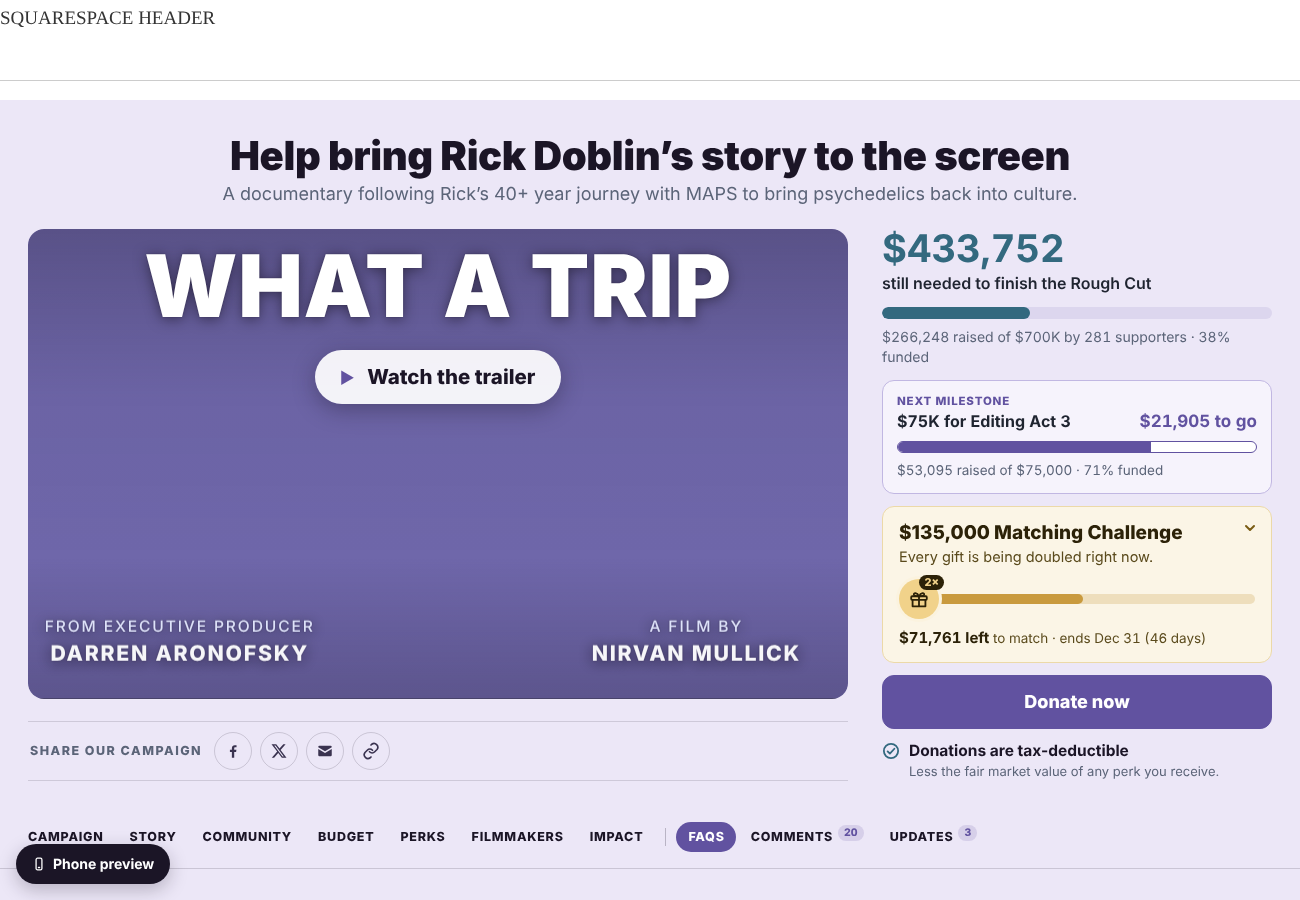 SQUARESPACE HEADER
Help bring Rick Doblin’s story to the screen
A documentary following Rick’s 40+ year journey with MAPS to bring psychedelics back into culture.
WHAT A TRIP
Watch the trailer
FROM EXECUTIVE PRODUCER
DARREN ARONOFSKY
A FILM BY
NIRVAN MULLICK
SHARE OUR CAMPAIGN
$433,752
still needed to finish the Rough Cut
$266,248 raised of $700K by 281 supporters · 38%
funded
NEXT MILESTONE
$75K for Editing Act 3 $21,905 to go
$53,095 raised of $75,000 · 71% funded
$135,000 Matching Challenge
Every gift is being doubled right now.
2×
$71,761 left to match · ends Dec 31 (46 days)
Donate now
Donations are tax-deductible
Less the fair market value of any perk you receive.
CAMPAIGN STORY COMMUNITY BUDGET PERKS FILMMAKERS IMPACT FAQS COMMENTS 20 UPDATES 3
Phone preview